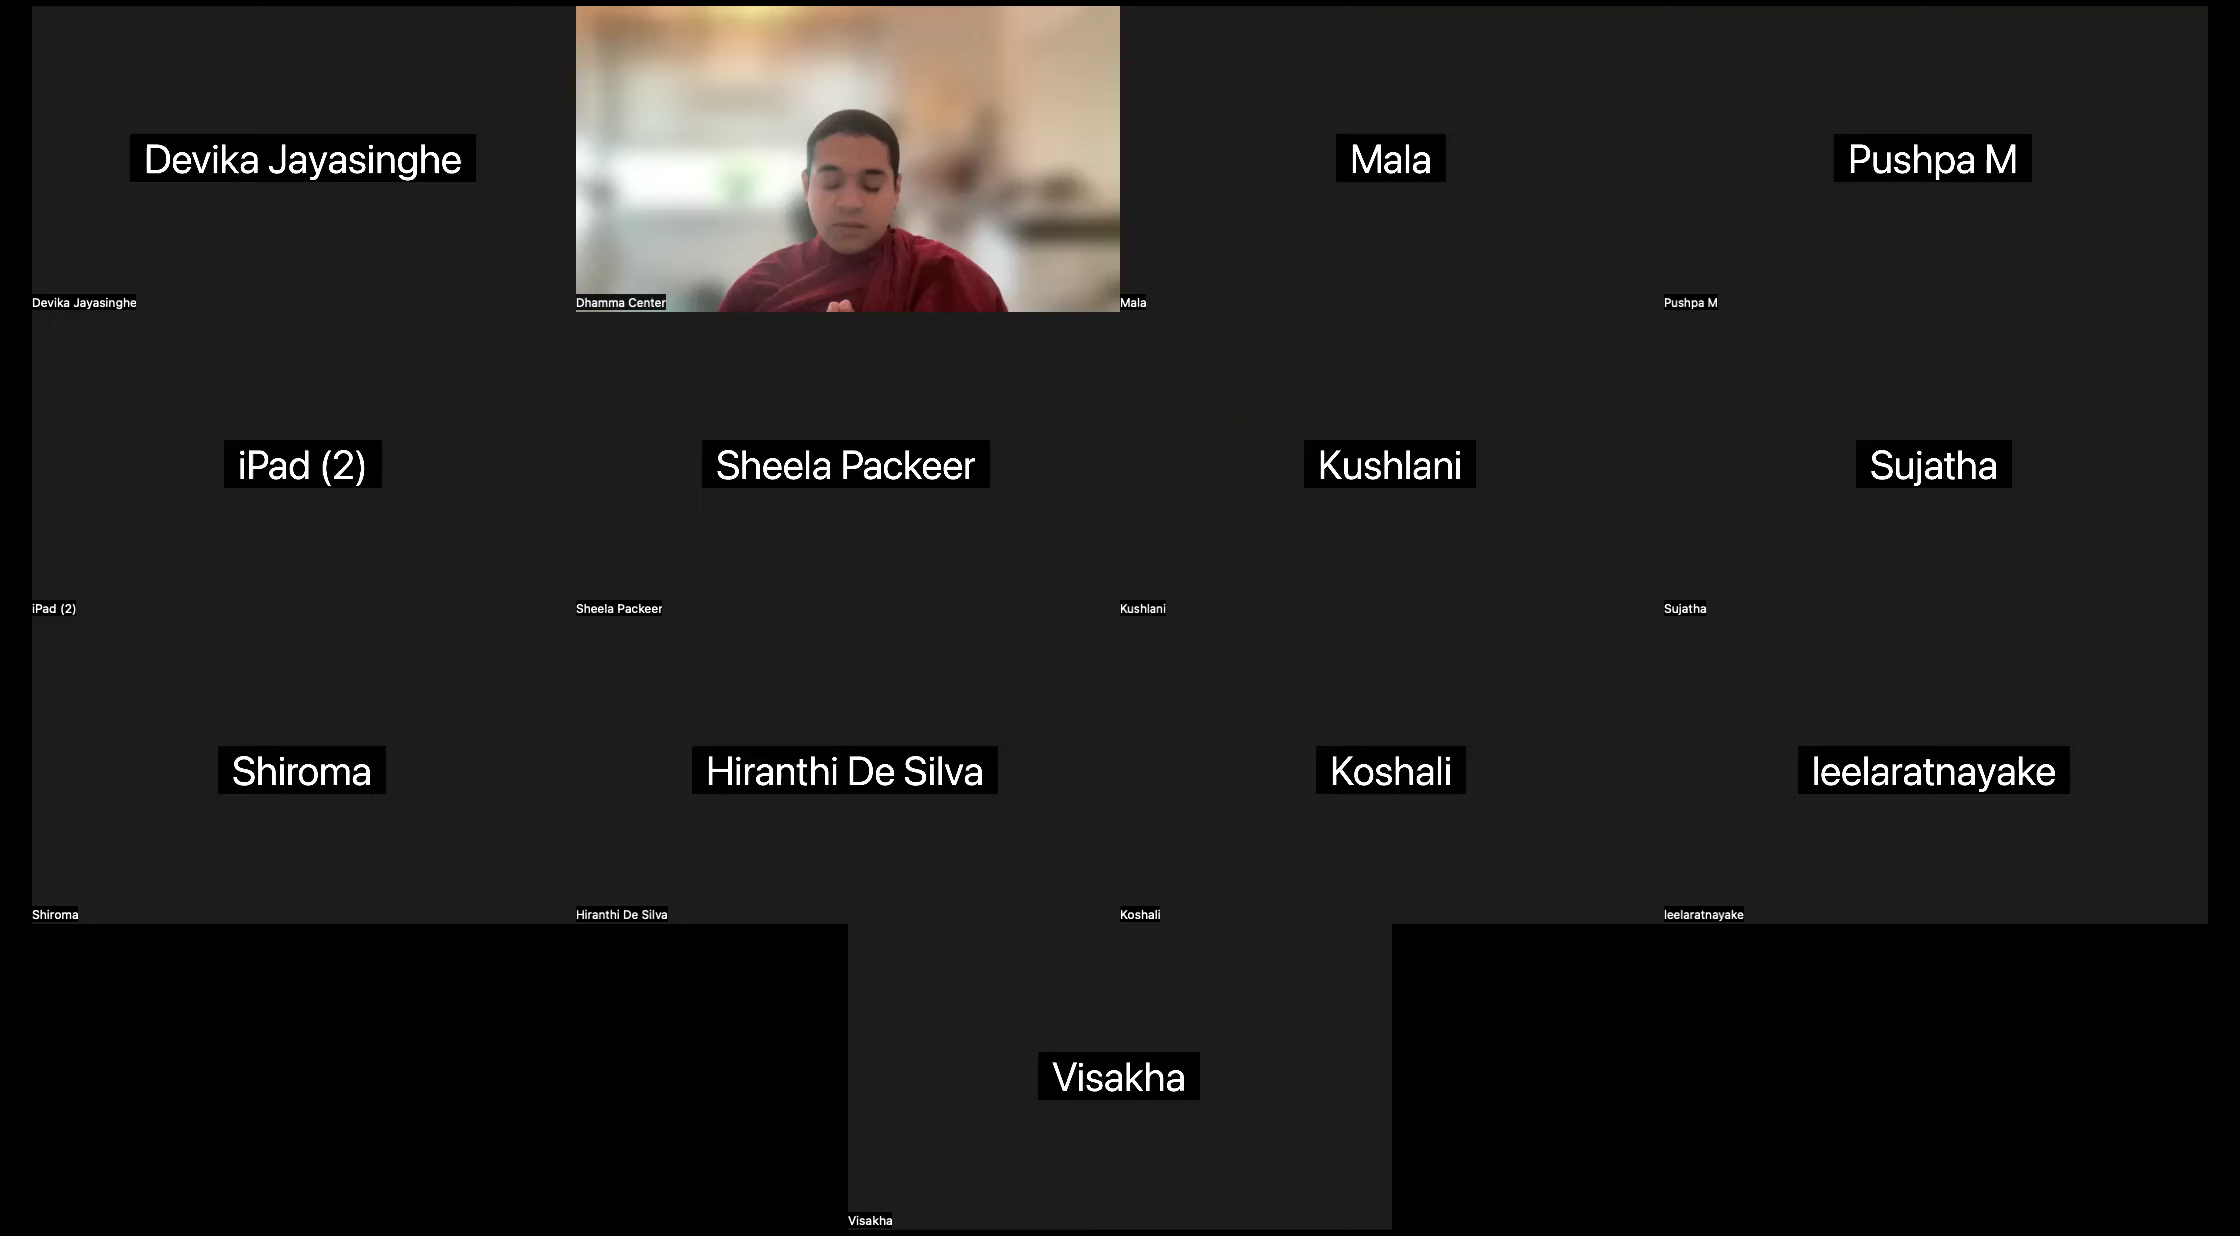 Devika Jayasinghe
Devika Jayasinghe
Dhamma Center
Mala
Mala
Pushpa M
Pushpa M
iPad (2)
iPad (2)
Sheela Packeer
Sheela Packeer
Kushlani
Kushlani
Sujatha
Sujatha
Shiroma
Shiroma
Hiranthi De Silva
Hiranthi De Silva
Koshali
Koshali
leelaratnayake
leelaratnayake
Visakha
Visakha